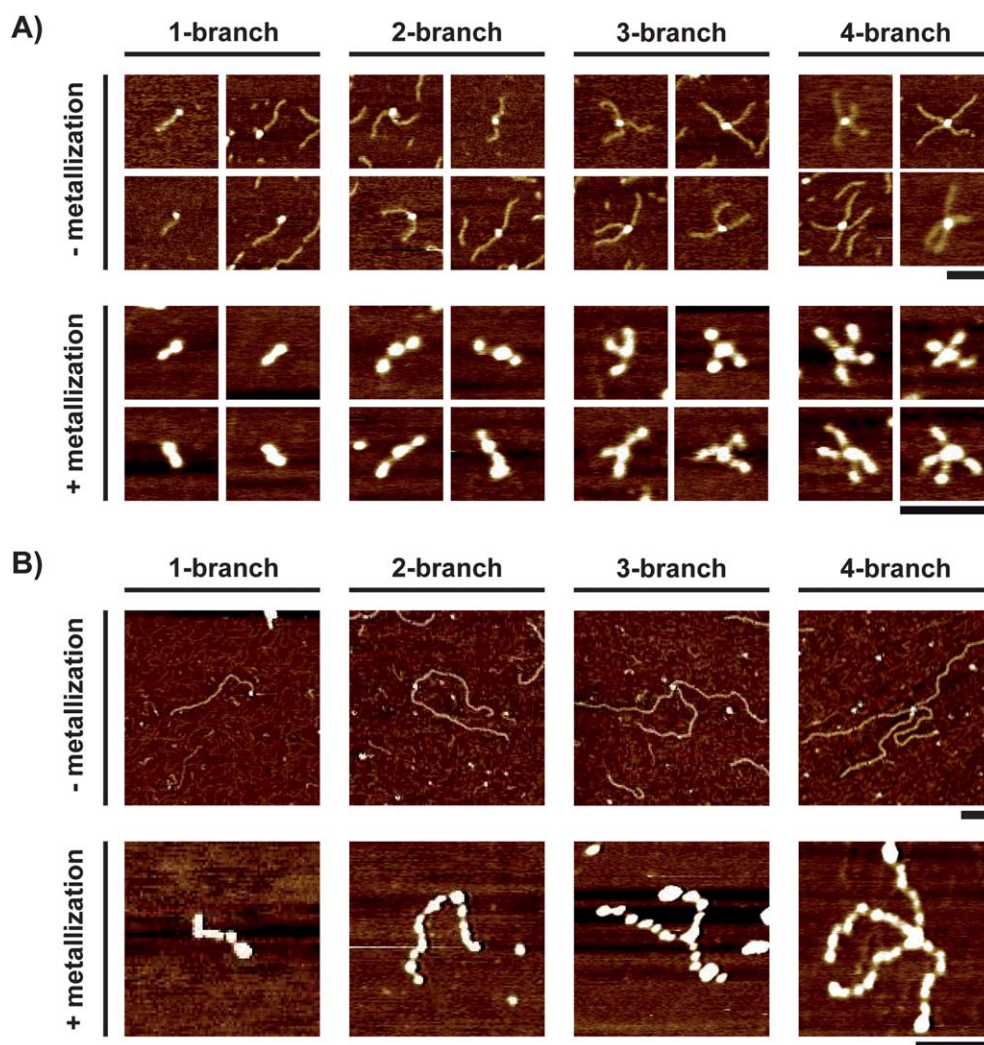 A)
1-branch 2-branch 3-branch 4-branch
- metallization
+ metallization
B)
1-branch 2-branch 3-branch 4-branch
- metallization
+ metallization